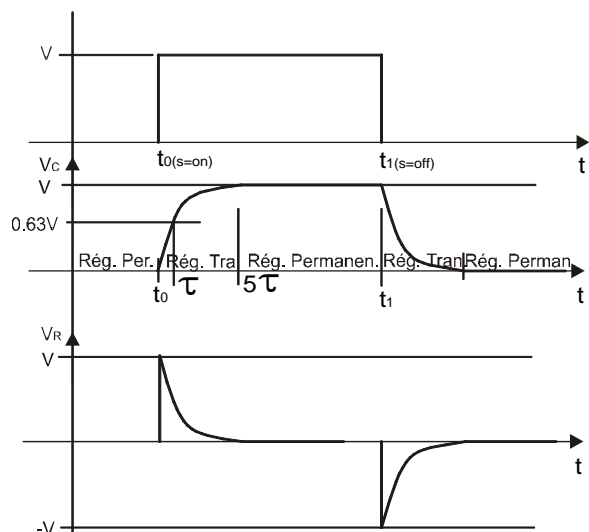 V
t0(s=on) t1(s=off) t
VC
V
0.63V
Rég. Per. Rég. Tra Rég. Permanen. Rég. Tran. Rég. Perman.
t0 τ 5τ t1 t
VR
V
t
-V